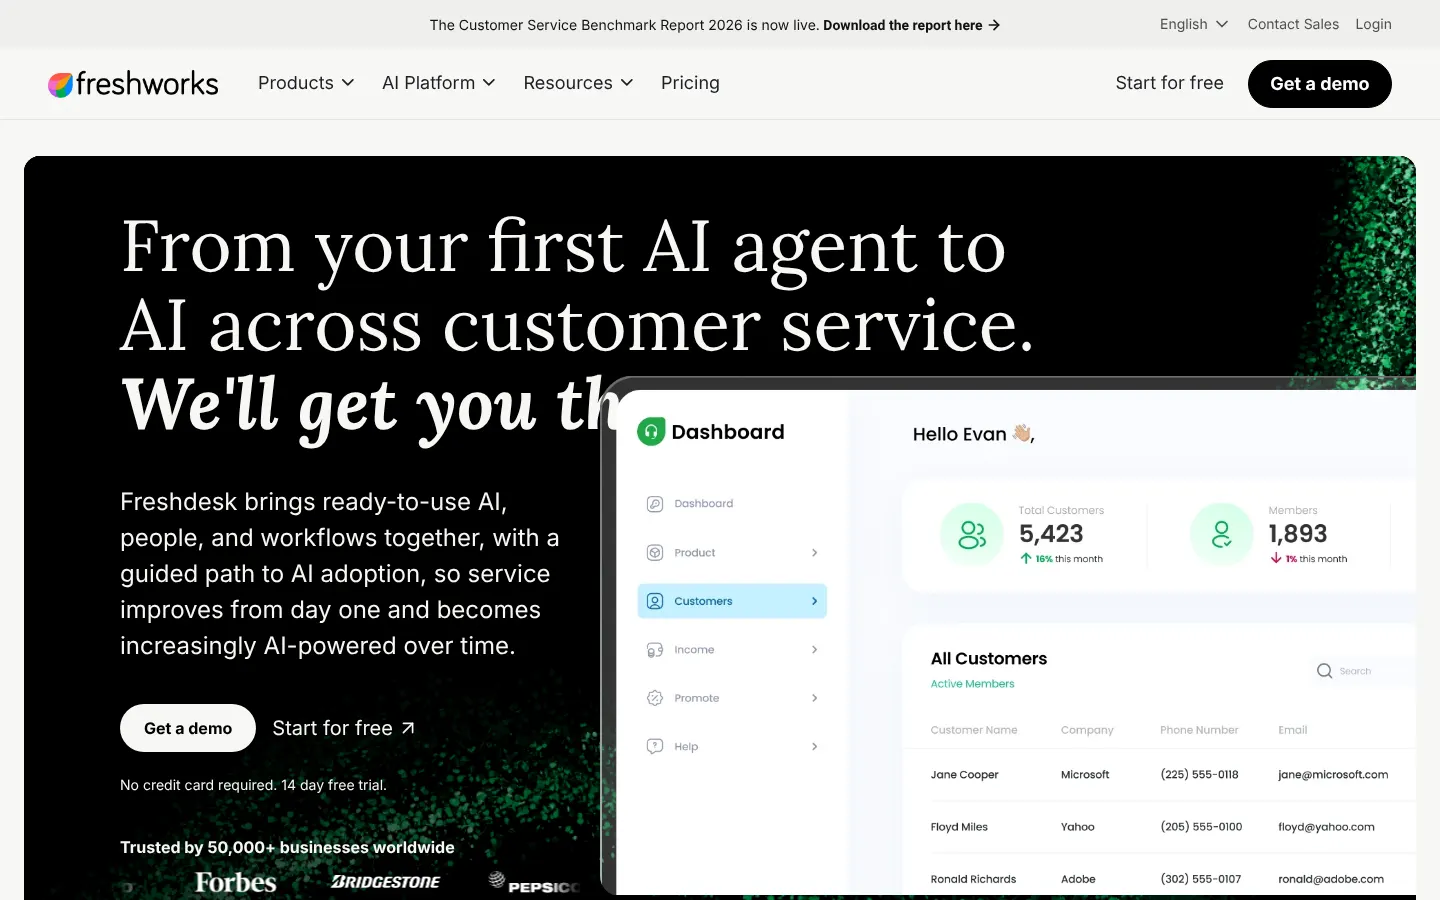 The Customer Service Benchmark Report 2026 is now live. Download the report here →
English
Contact Sales
Login
freshworks
Products
AI Platform
Resources
Pricing
Start for free
Get a demo
From your first AI agent to
AI across customer service.
We'll get you
Freshdesk brings ready-to-use AI,
people, and workflows together, with a
guided path to AI adoption, so service
improves from day one and becomes
increasingly AI-powered over time.
Get a demo
Start for free ↗
No credit card required. 14 day free trial.
Trusted by 50,000+ businesses worldwide
Forbes
BRIDGESTONE
PEPSICO
Dashboard
Dashboard
Product
Customers
Income
Promote
Help
Hello Evan 👋🏼,
Total Customers
5,423
↑ 16% this month
Members
1,893
↓ 1% this month
All Customers
Active Members
Search
Customer Name Company Phone Number Email
Jane Cooper Microsoft (225) 555-0118 jane@microsoft.com
Floyd Miles Yahoo (205) 555-0100 floyd@yahoo.com
Ronald Richards Adobe (302) 555-0107 ronald@adobe.com